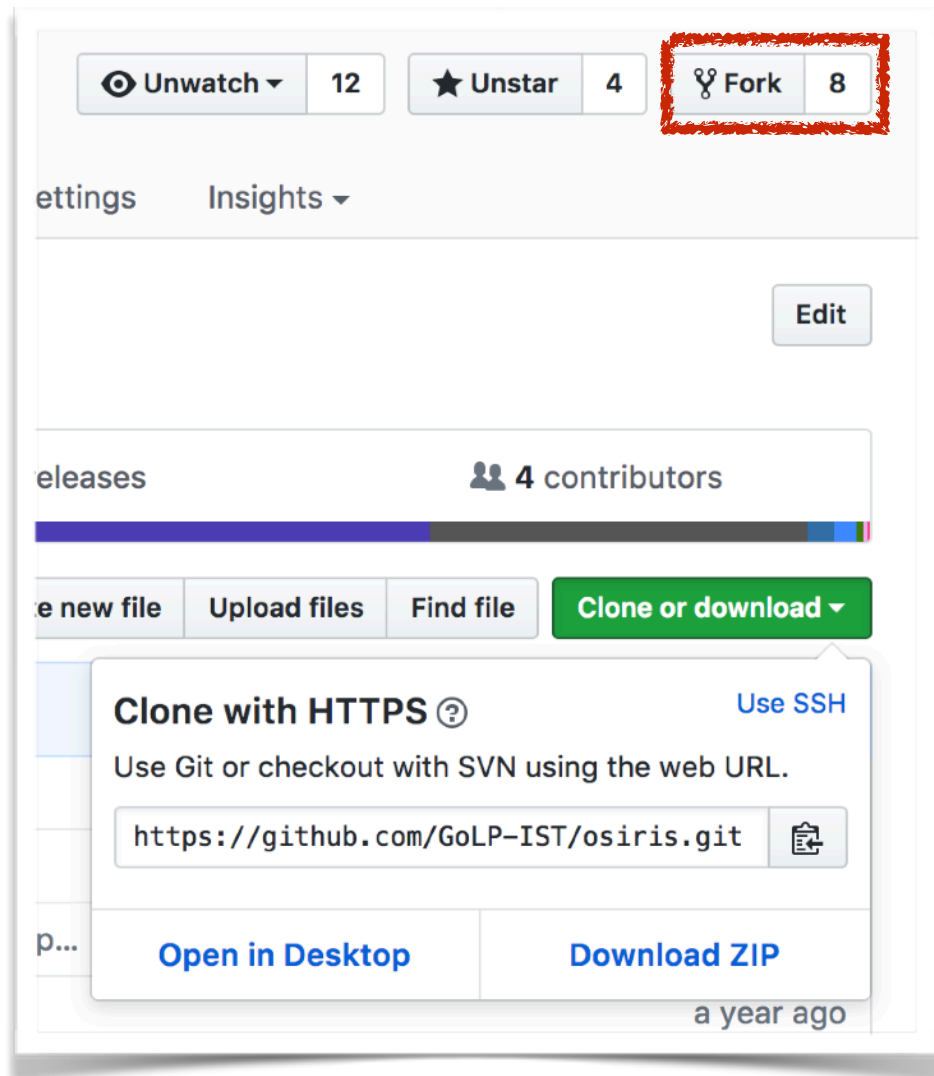 Unwatch 12 Unstar 4 Fork 8
ettings Insights
Edit
eleases 4 contributors
e new file Upload files Find file Clone or download
Clone with HTTPS Use SSH
Use Git or checkout with SVN using the web URL.
https://github.com/GoLP-IST/osiris.git
p...
Open in Desktop Download ZIP
a year ago